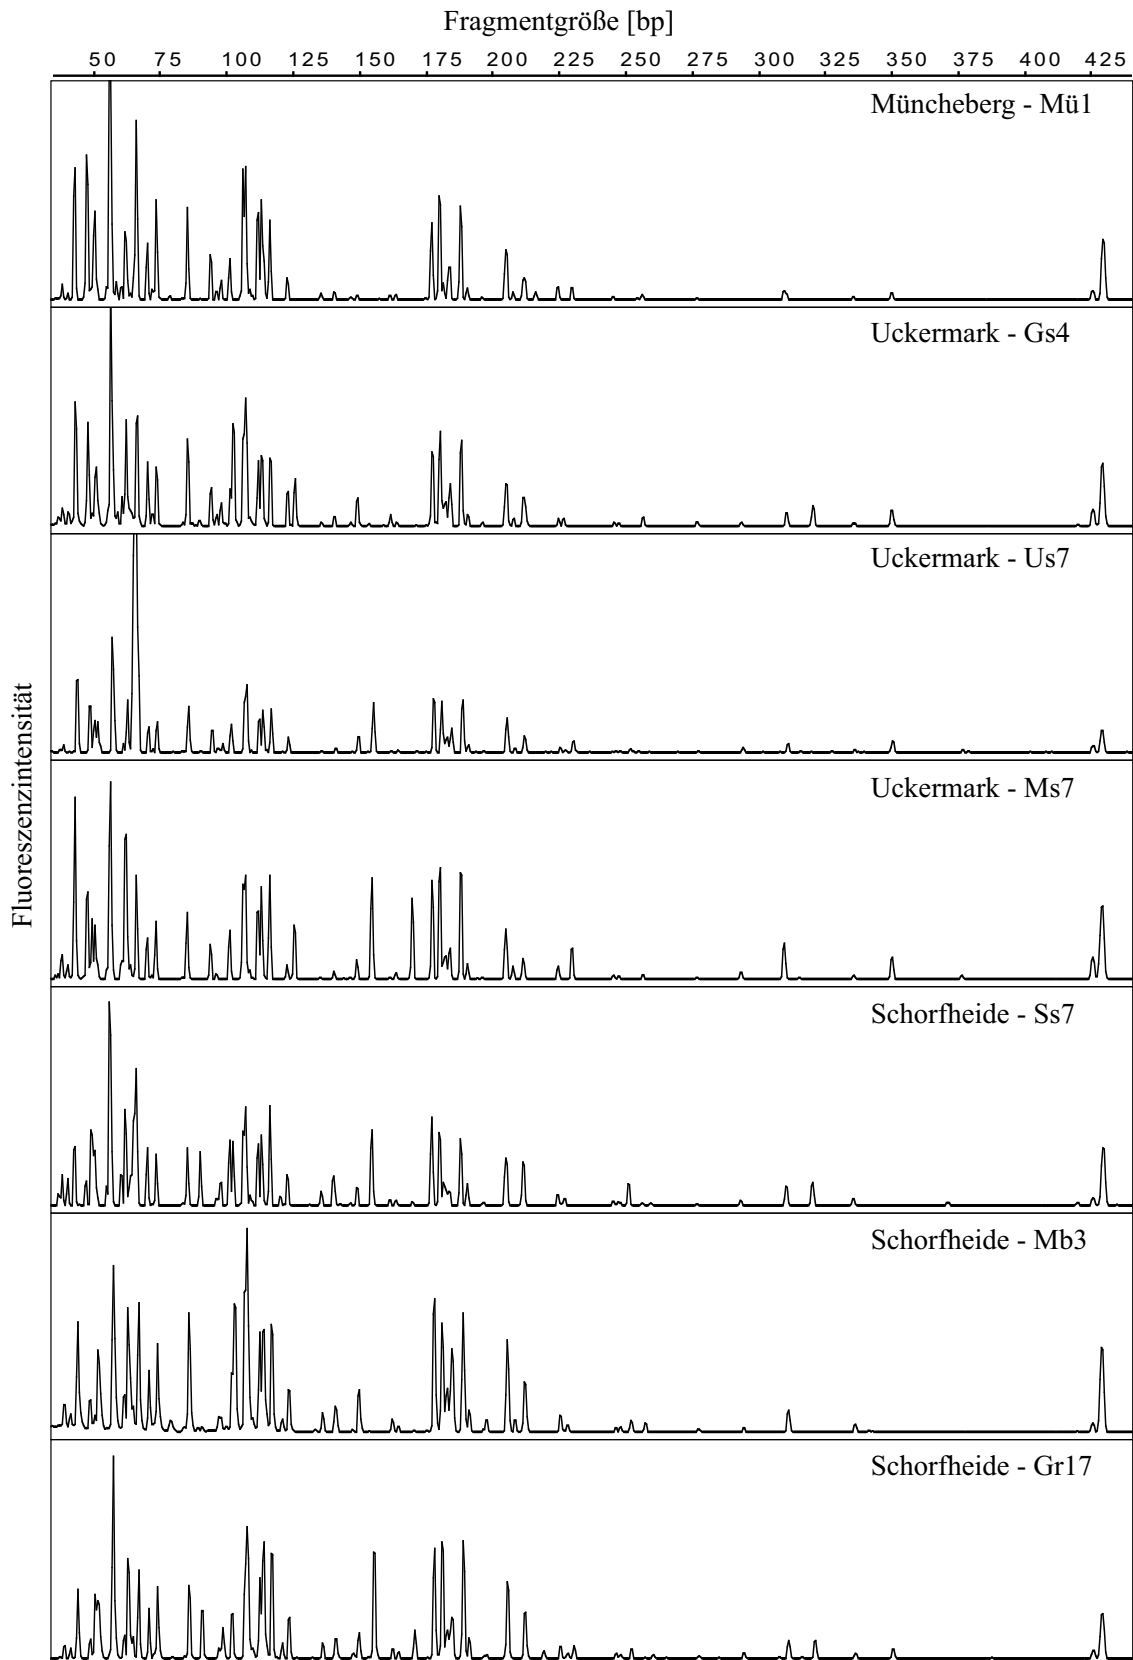 Fragmentgröße [bp]
50 75 100 125 150 175 200 225 250 275 300 325 350 375 400 425
Müncheberg - Mü1
Uckermark - Gs4
Uckermark - Us7
Fluoreszenzintensität
Uckermark - Ms7
Schorfheide - Ss7
Schorfheide - Mb3
Schorfheide - Gr17